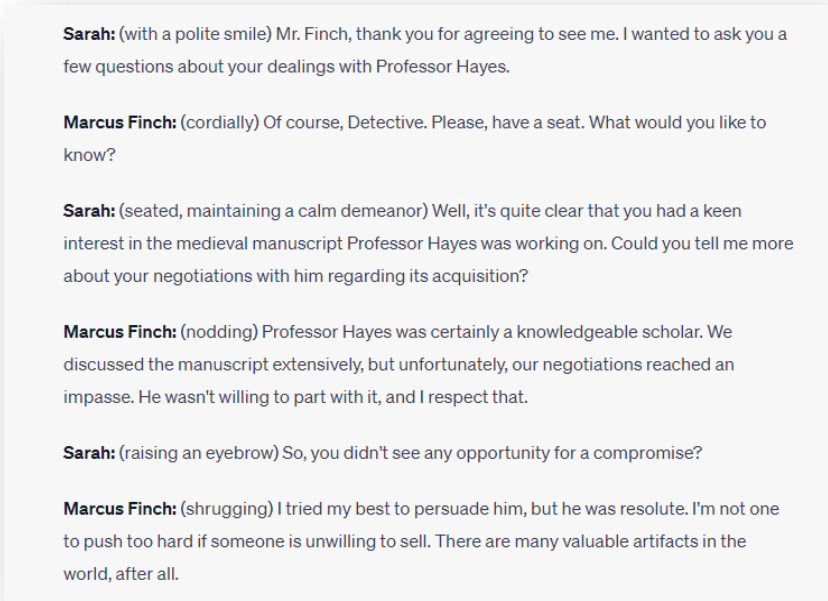 Sarah: (with a polite smile) Mr. Finch, thank you for agreeing to see me. I wanted to ask you a
few questions about your dealings with Professor Hayes.
Marcus Finch: (cordially) Of course, Detective. Please, have a seat. What would you like to
know?
Sarah: (seated, maintaining a calm demeanor) Well, it's quite clear that you had a keen
interest in the medieval manuscript Professor Hayes was working on. Could you tell me more
about your negotiations with him regarding its acquisition?
Marcus Finch: (nodding) Professor Hayes was certainly a knowledgeable scholar. We
discussed the manuscript extensively, but unfortunately, our negotiations reached an
impasse. He wasn't willing to part with it, and I respect that.
Sarah: (raising an eyebrow) So, you didn't see any opportunity for a compromise?
Marcus Finch: (shrugging) I tried my best to persuade him, but he was resolute. I'm not one
to push too hard if someone is unwilling to sell. There are many valuable artifacts in the
world, after all.